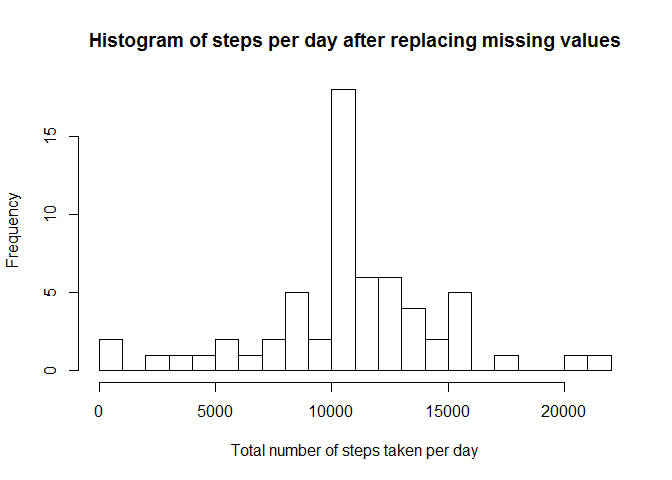 Histogram of steps per day after replacing missing values
Frequency
15
10
5
0
0 5000 10000 15000 20000
Total number of steps taken per day